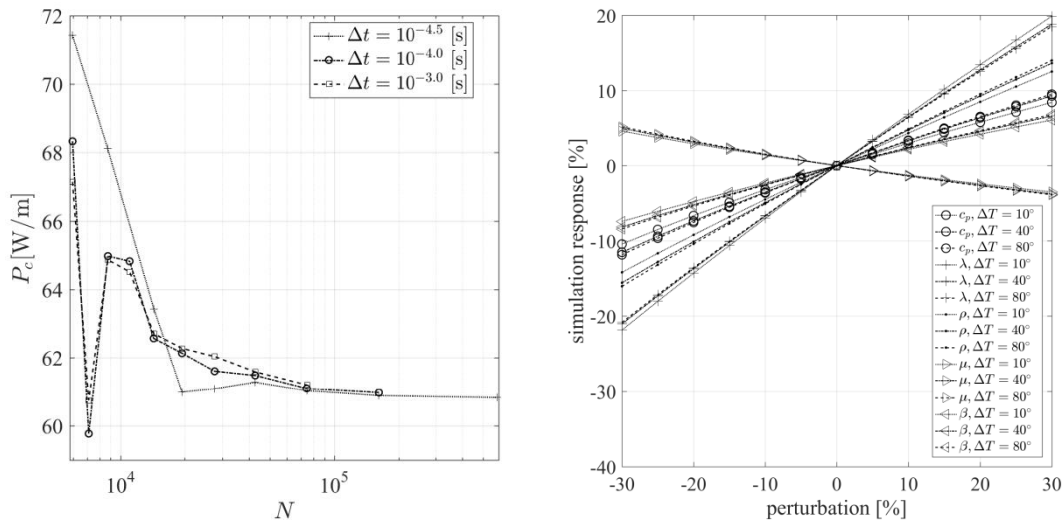 72
70
68
66
64
62
60
P_c[W/m]
10^4
10^5
N
Δt = 10^{-4.5} [s]
Δt = 10^{-4.0} [s]
Δt = 10^{-3.0} [s]
20
10
0
-10
-20
-30
-40
simulation response [%]
-30
-20
-10
0
10
20
30
perturbation [%]
c_p, ΔT = 10°
c_p, ΔT = 40°
c_p, ΔT = 80°
λ, ΔT = 10°
λ, ΔT = 40°
λ, ΔT = 80°
ρ, ΔT = 10°
ρ, ΔT = 40°
ρ, ΔT = 80°
μ, ΔT = 10°
μ, ΔT = 40°
μ, ΔT = 80°
β, ΔT = 10°
β, ΔT = 40°
β, ΔT = 80°